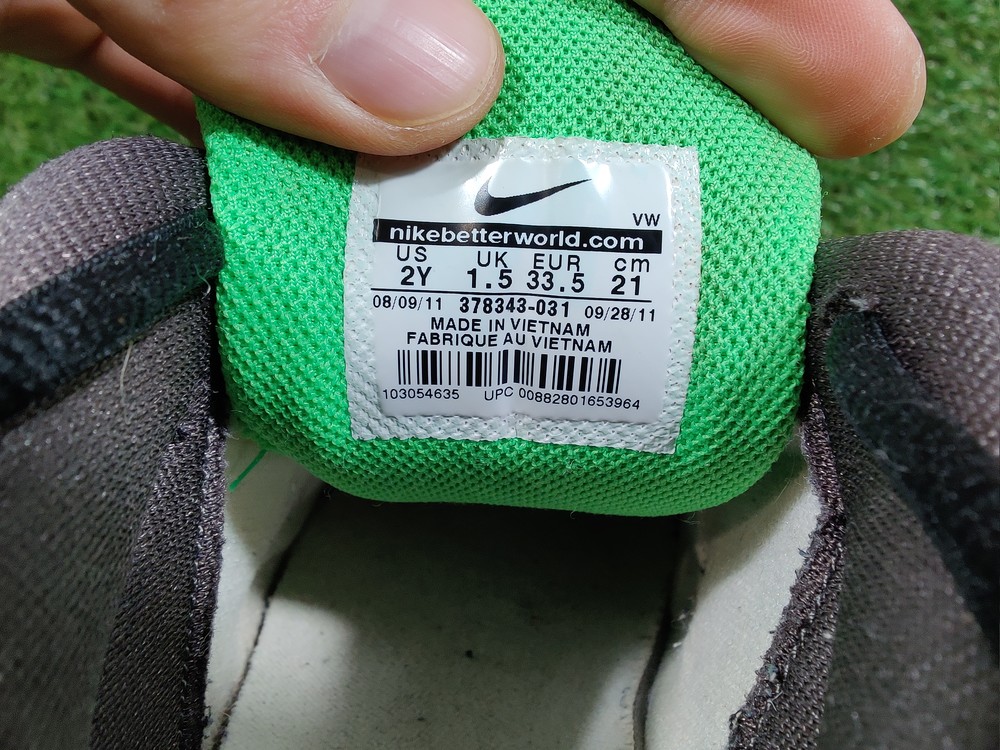 VW
nikebetterworld.com
US UK EUR cm
2Y 1.5 33.5 21
08/09/11 378343-031 09/28/11
MADE IN VIETNAM
FABRIQUE AU VIETNAM
103054635 UPC 00882801653964